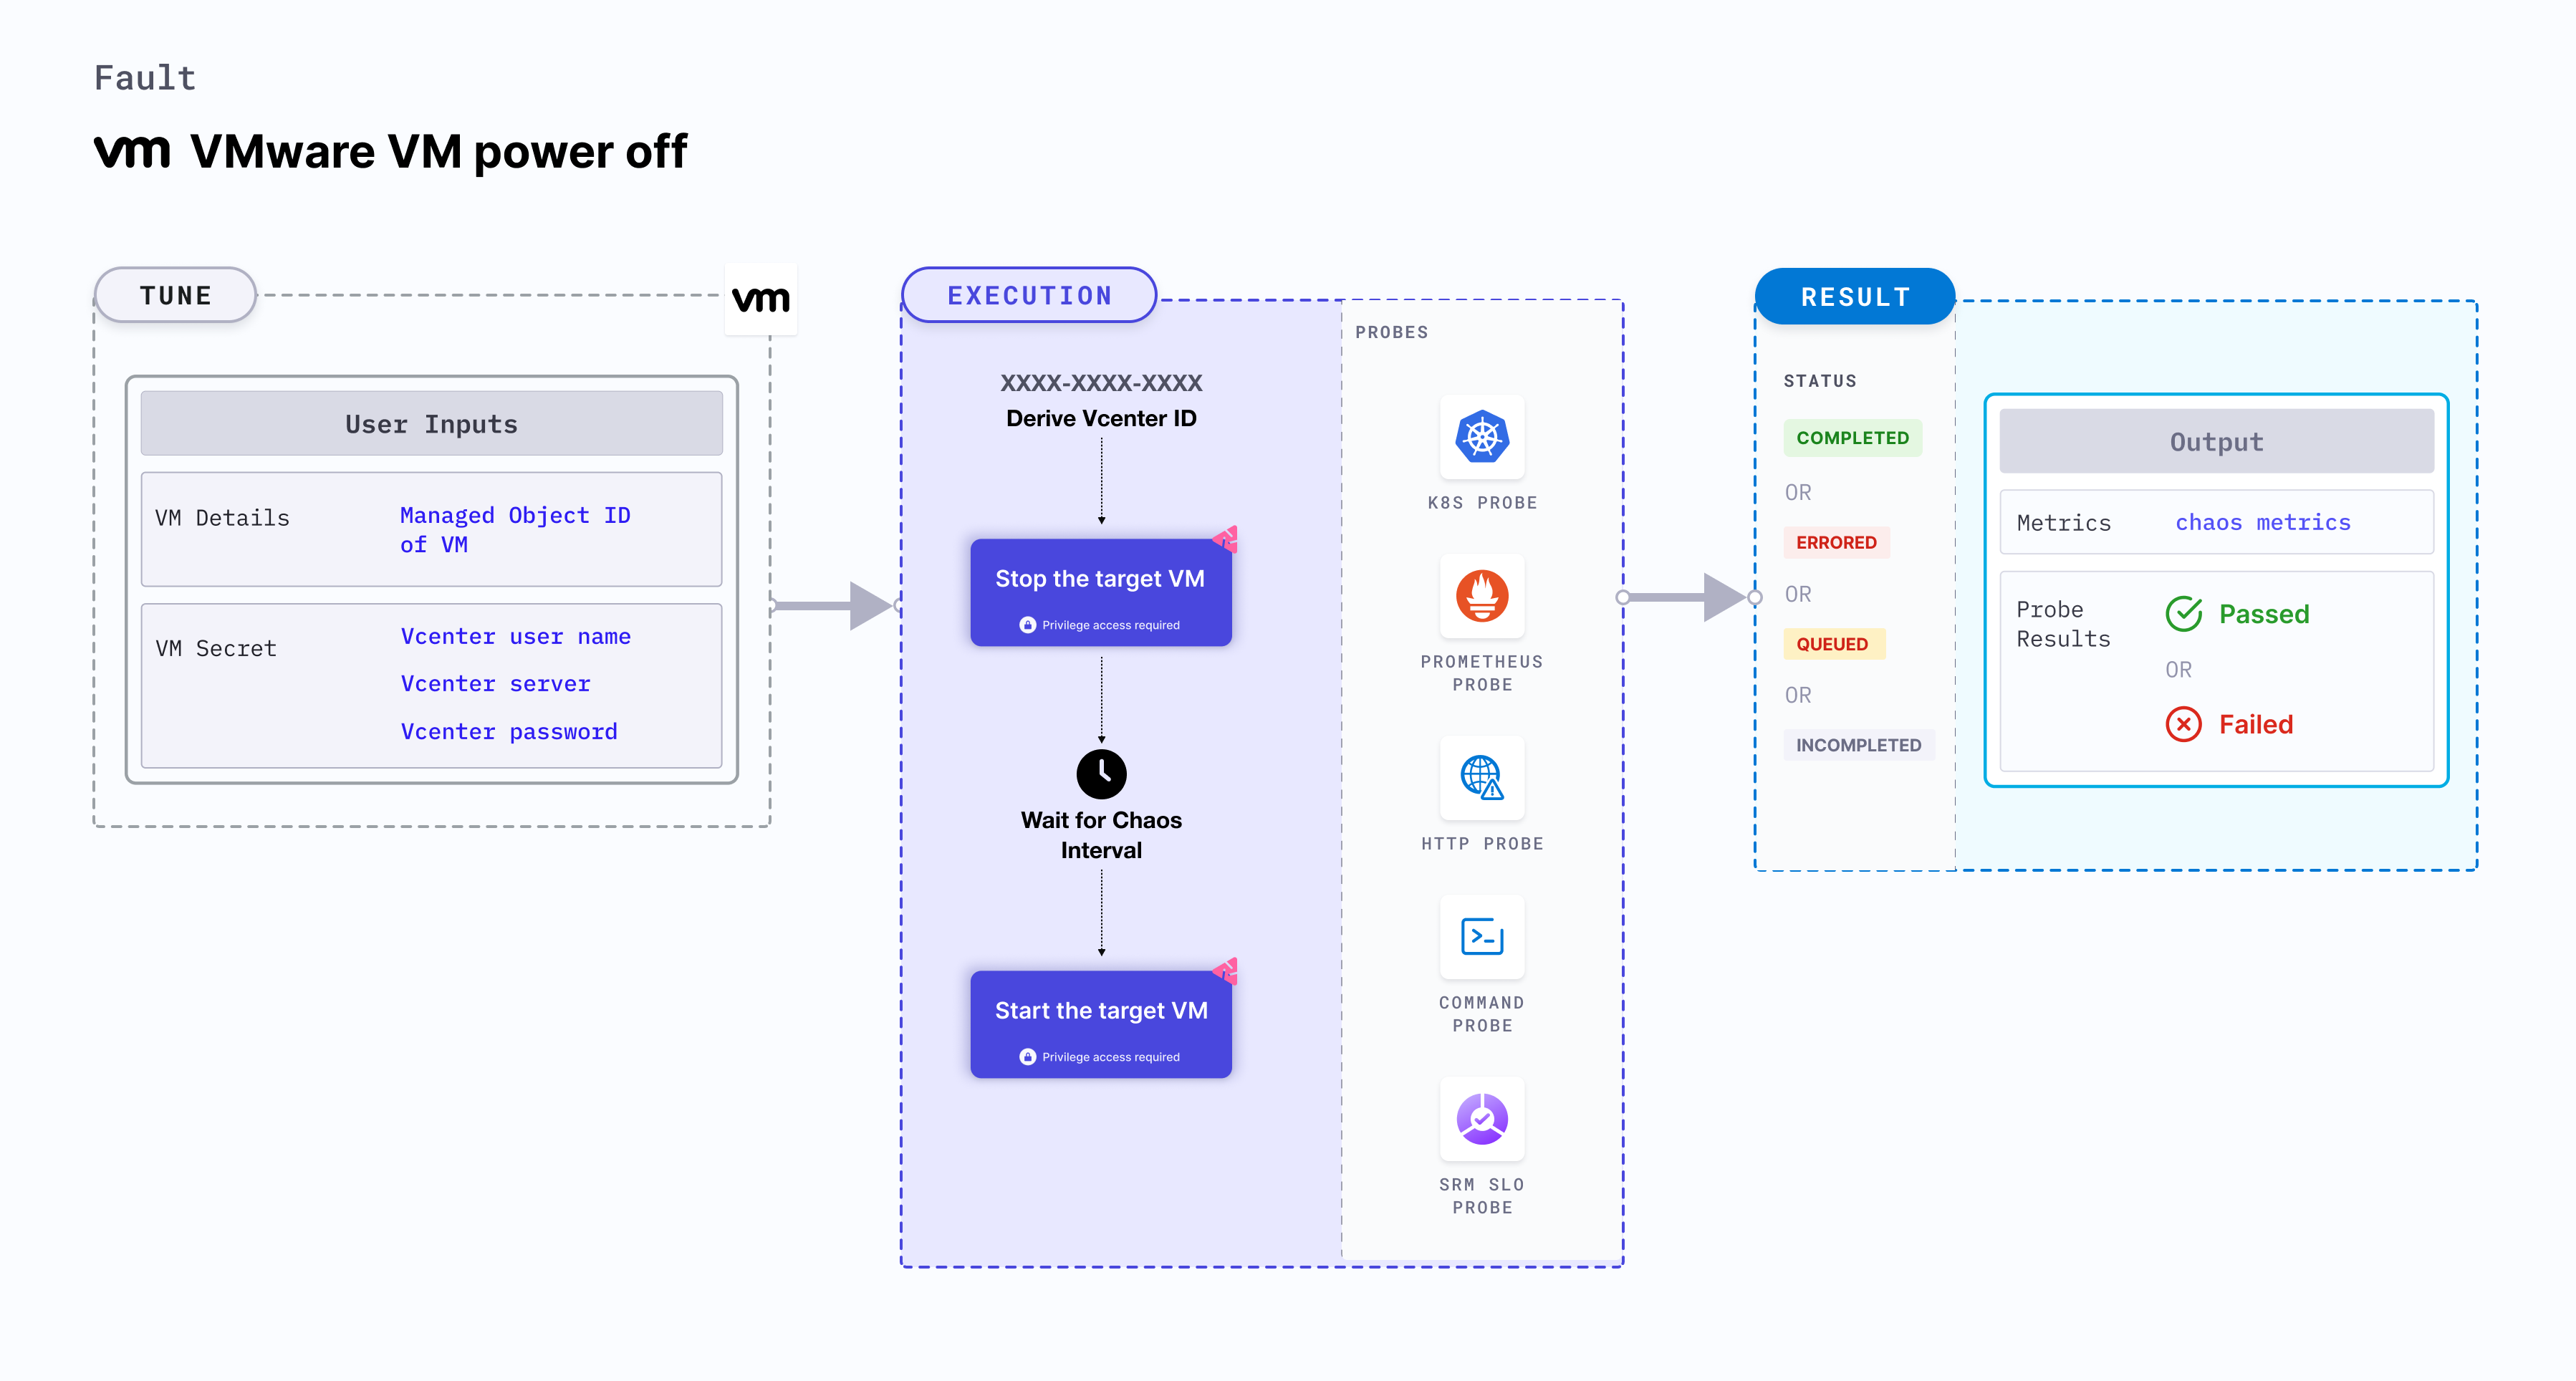 Fault
vm VMware VM power off
TUNE
vm
User Inputs
VM Details
Managed Object ID
of VM
VM Secret
Vcenter user name
Vcenter server
Vcenter password
EXECUTION
XXXX-XXXX-XXXX
Derive Vcenter ID
Stop the target VM
Privilege access required
Wait for Chaos
Interval
Start the target VM
Privilege access required
PROBES
K8S PROBE
PROMETHEUS
PROBE
HTTP PROBE
COMMAND
PROBE
SRM SLO
PROBE
RESULT
STATUS
COMPLETED
OR
ERRORED
OR
QUEUED
OR
INCOMPLETED
Output
Metrics
chaos metrics
Probe
Results
Passed
OR
Failed